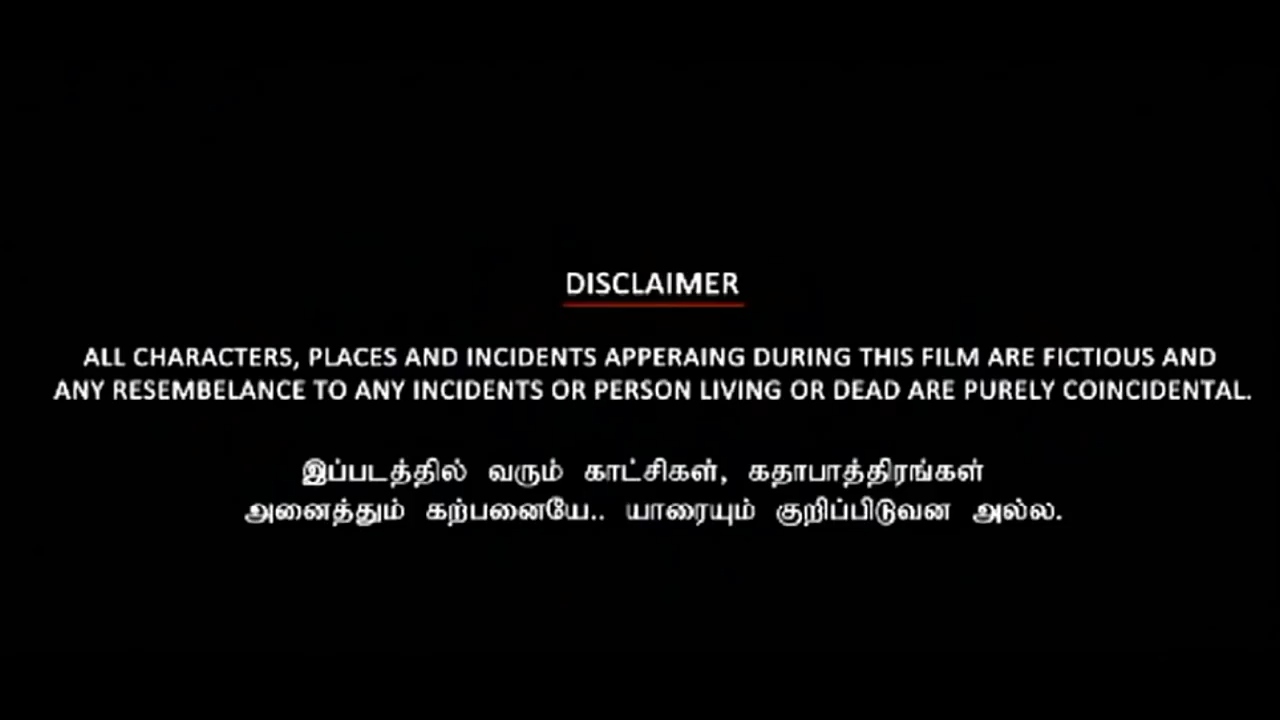 DISCLAIMER
ALL CHARACTERS, PLACES AND INCIDENTS APPERAING DURING THIS FILM ARE FICTIOUS AND
ANY RESEMBELANCE TO ANY INCIDENTS OR PERSON LIVING OR DEAD ARE PURELY COINCIDENTAL.
இப்படத்தில் வரும் காட்சிகள், கதாபாத்திரங்கள்
அனைத்தும் கற்பனையே.. யாரையும் குறிப்பிடுவன அல்ல.